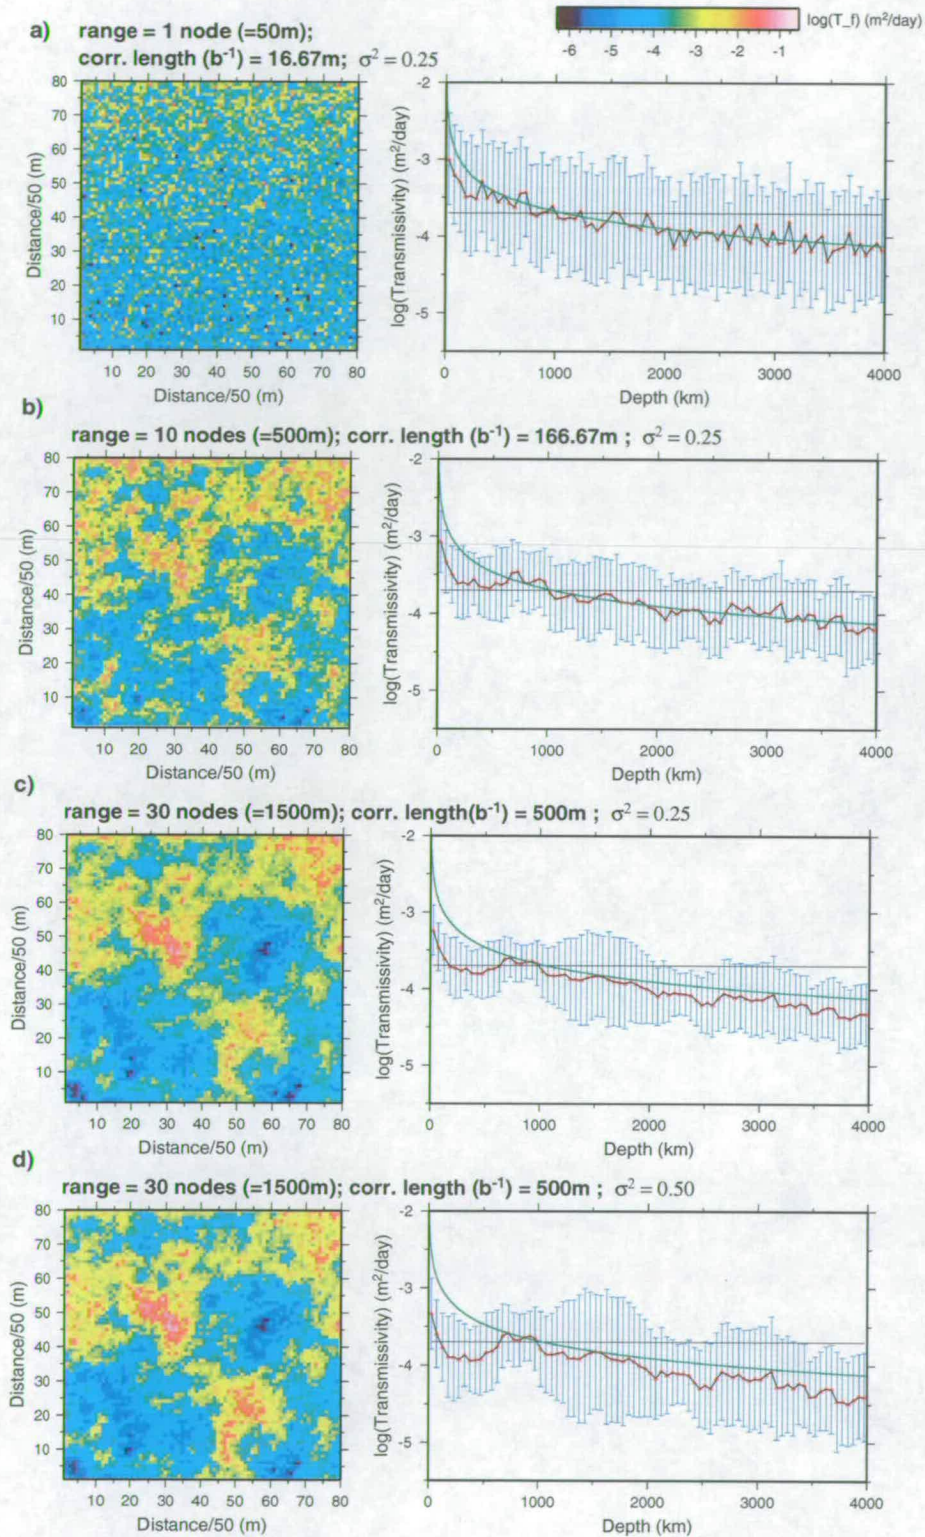 log(T_f) (m²/day)
-6 -5 -4 -3 -2 -1
a) range = 1 node (=50m);
corr. length (b⁻¹) = 16.67m; σ² = 0.25
80
70
60
50
40
30
20
10
Distance/50 (m)
10 20 30 40 50 60 70 80
Distance/50 (m)
-2
-3
-4
-5
log(Transmissivity) (m²/day)
0 1000 2000 3000 4000
Depth (km)
b)
range = 10 nodes (=500m); corr. length (b⁻¹) = 166.67m ; σ² = 0.25
80
70
60
50
40
30
20
10
Distance/50 (m)
10 20 30 40 50 60 70 80
Distance/50 (m)
-2
-3
-4
-5
log(Transmissivity) (m²/day)
0 1000 2000 3000 4000
Depth (km)
c)
range = 30 nodes (=1500m); corr. length(b⁻¹) = 500m ; σ² = 0.25
80
70
60
50
40
30
20
10
Distance/50 (m)
10 20 30 40 50 60 70 80
Distance/50 (m)
-2
-3
-4
-5
log(Transmissivity) (m²/day)
0 1000 2000 3000 4000
Depth (km)
d)
range = 30 nodes (=1500m); corr. length (b⁻¹) = 500m ; σ² = 0.50
80
70
60
50
40
30
20
10
Distance/50 (m)
10 20 30 40 50 60 70 80
Distance/50 (m)
-2
-3
-4
-5
log(Transmissivity) (m²/day)
0 1000 2000 3000 4000
Depth (km)